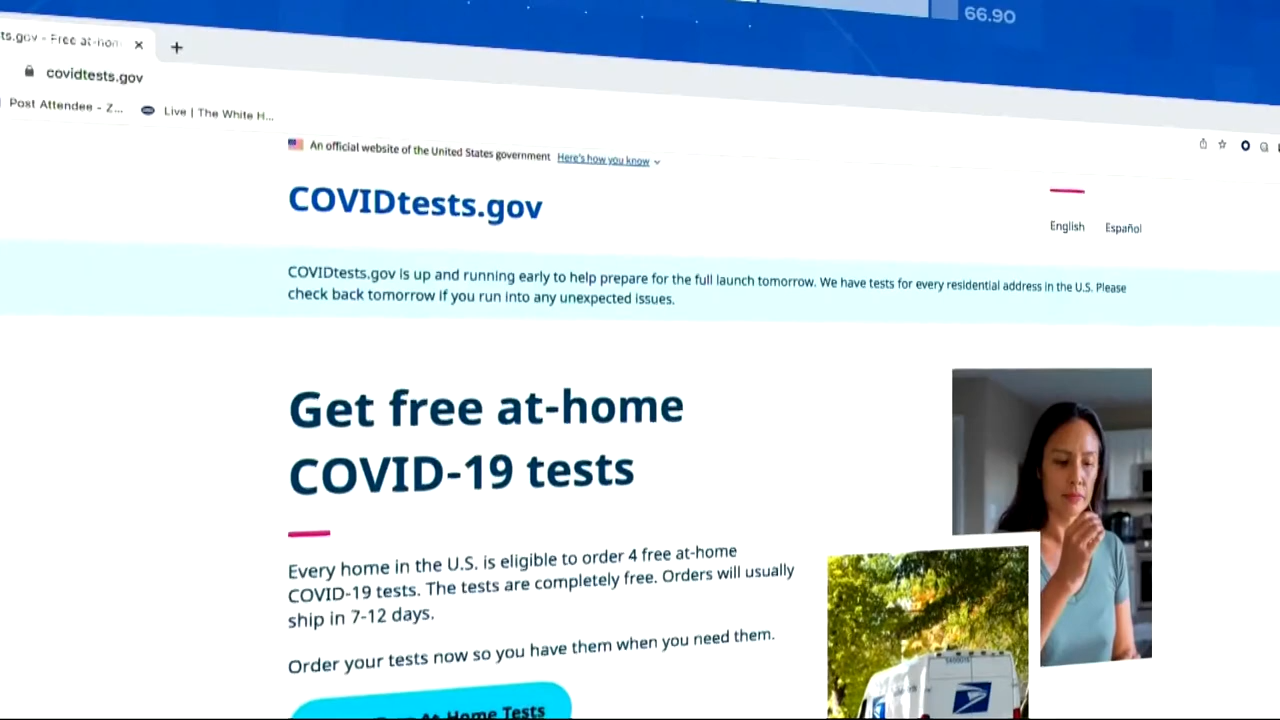 66.90
ts.gov - Free at-hom
covidtests.gov
Post Attendee - Z...
Live | The White H...
An official website of the United States government Here's how you know
COVIDtests.gov
English Español
COVIDtests.gov is up and running early to help prepare for the full launch tomorrow. We have tests for every residential address in the U.S. Please
check back tomorrow if you run into any unexpected issues.
Get free at-home
COVID-19 tests
Every home in the U.S. is eligible to order 4 free at-home
COVID-19 tests. The tests are completely free. Orders will usually
ship in 7-12 days.
Order your tests now so you have them when you need them.
At-Home Tests